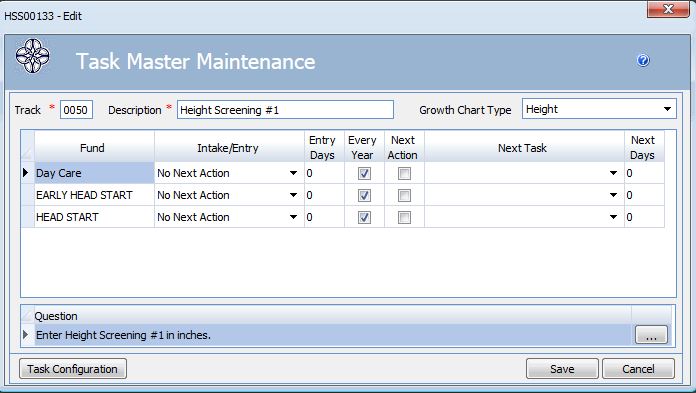 HSS00133 - Edit
Task Master Maintenance
Track * 0050 Description * Height Screening #1 Growth Chart Type Height
Fund Intake/Entry Entry Days Every Year Next Action Next Task Next Days
Day Care No Next Action 0 0
EARLY HEAD START No Next Action 0 0
HEAD START No Next Action 0 0
Question
Enter Height Screening #1 in inches. ...
Task Configuration Save Cancel